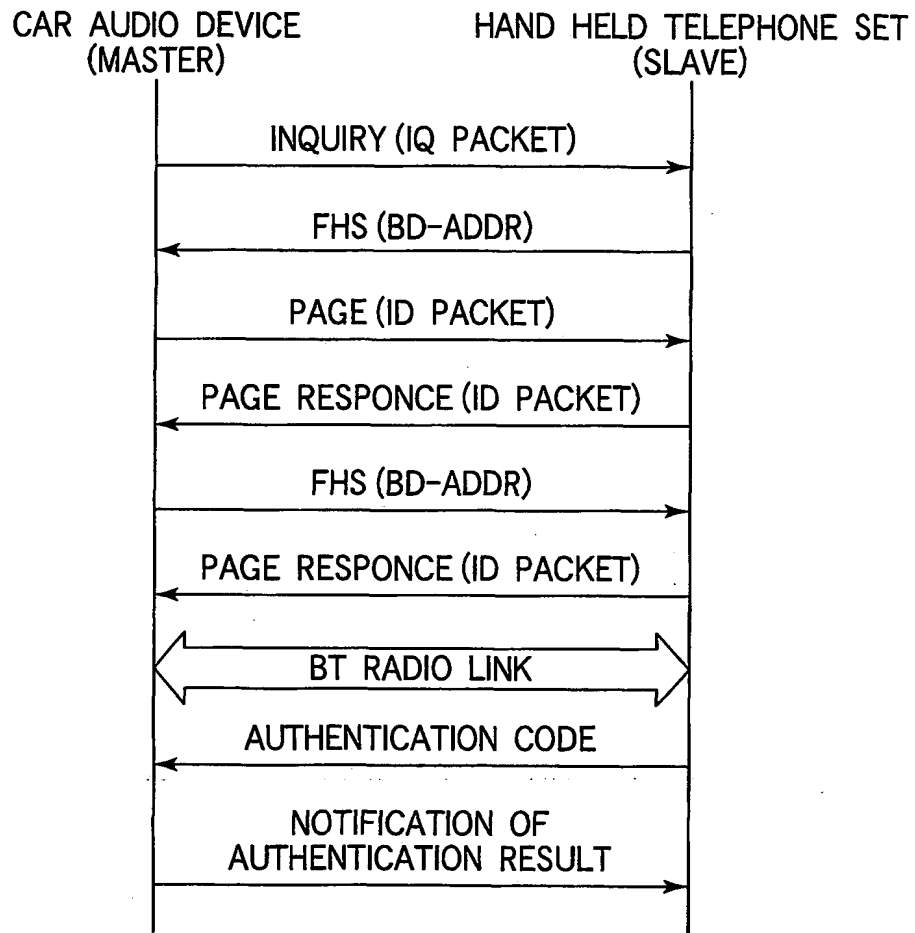 CAR AUDIO DEVICE
(MASTER)
HAND HELD TELEPHONE SET
(SLAVE)
INQUIRY (IQ PACKET)
FHS (BD-ADDR)
PAGE (ID PACKET)
PAGE RESPONCE (ID PACKET)
FHS (BD-ADDR)
PAGE RESPONCE (ID PACKET)
BT RADIO LINK
AUTHENTICATION CODE
NOTIFICATION OF
AUTHENTICATION RESULT